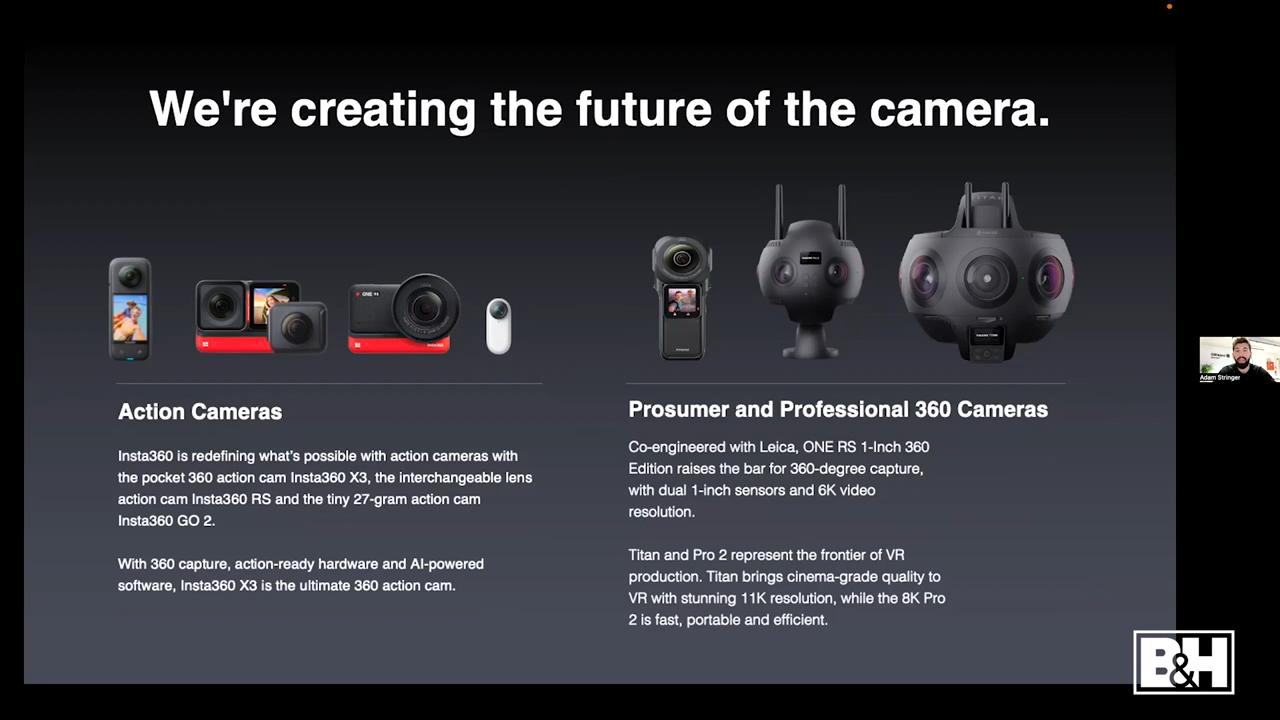 We're creating the future of the camera.
TITAN
ONE RS
Insta360
Action Cameras
Insta360 is redefining what's possible with action cameras with
the pocket 360 action cam Insta360 X3, the interchangeable lens
action cam Insta360 RS and the tiny 27-gram action cam
Insta360 GO 2.
With 360 capture, action-ready hardware and AI-powered
software, Insta360 X3 is the ultimate 360 action cam.
Prosumer and Professional 360 Cameras
Co-engineered with Leica, ONE RS 1-Inch 360
Edition raises the bar for 360-degree capture,
with dual 1-inch sensors and 6K video
resolution.
Titan and Pro 2 represent the frontier of VR
production. Titan brings cinema-grade quality to
VR with stunning 11K resolution, while the 8K Pro
2 is fast, portable and efficient.
Adam Stringer
B&H